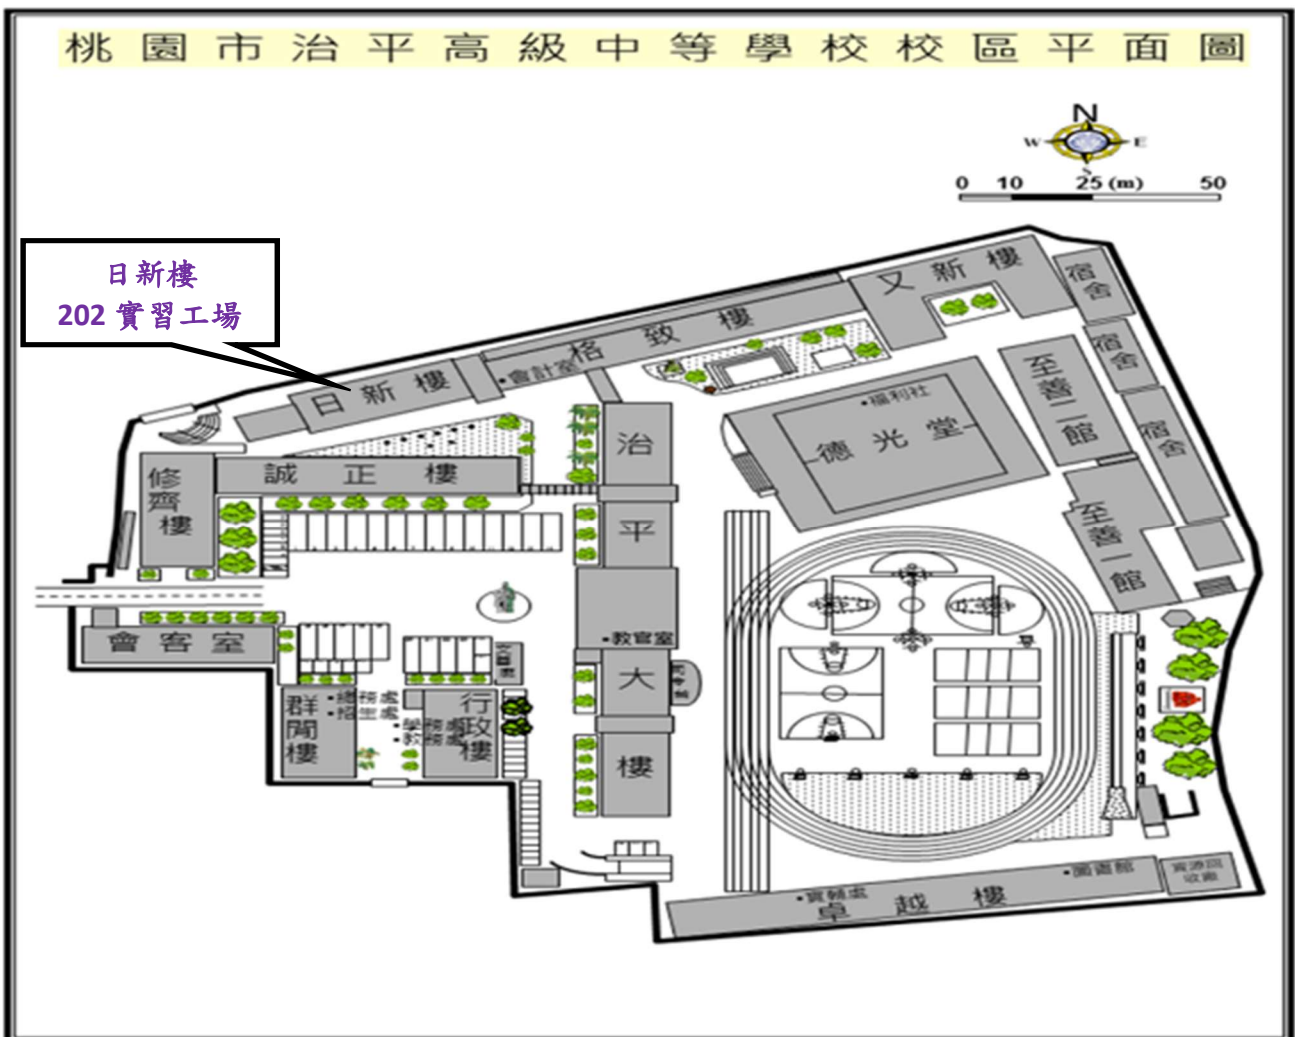 桃園市治平高級中等學校校區平面圖
N
W E
S
0 10 25 (m) 50
日新樓
202 實習工場
又新樓
宿舍
格致樓
宿舍
•會計室
日新樓
至善二館
•福利社
德光堂
宿舍
治平大樓
誠正樓
修齊樓
至善一館
•教官室
會客室
群閒樓
•總務處
•招生處
行政樓
•學務處
•教務處
•圖書館
•實輔處
卓越樓
資源回
收廠